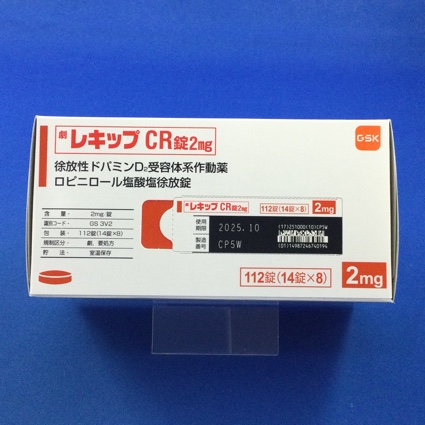 劇 レキップ CR錠2mg
GSK
徐放性ドパミンD₂受容体系作動薬
ロピニロール塩酸塩徐放錠
劇 レキップ CR錠2mg
112錠(14錠×8) 2mg
含量・ 2mg/錠
識別コード・ GS 3V2
包装・ 112錠(14錠×8)
規制区分・ 劇、要処方
貯法・ 室温保存
使用期限 2025.10
製造番号 CP5W
(17)251000(10)CP5W
(01)14987246740194
112錠(14錠×8) 2mg